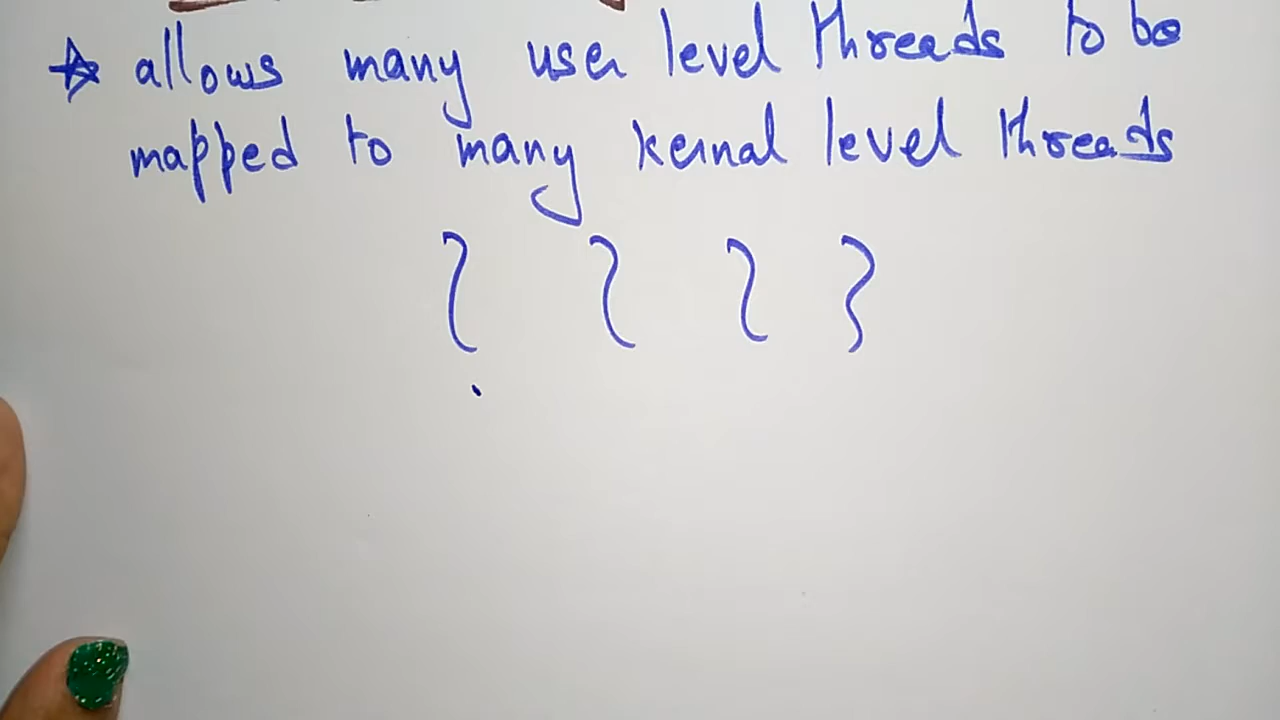 allows many user level threads to be
mapped to many kernal level threads